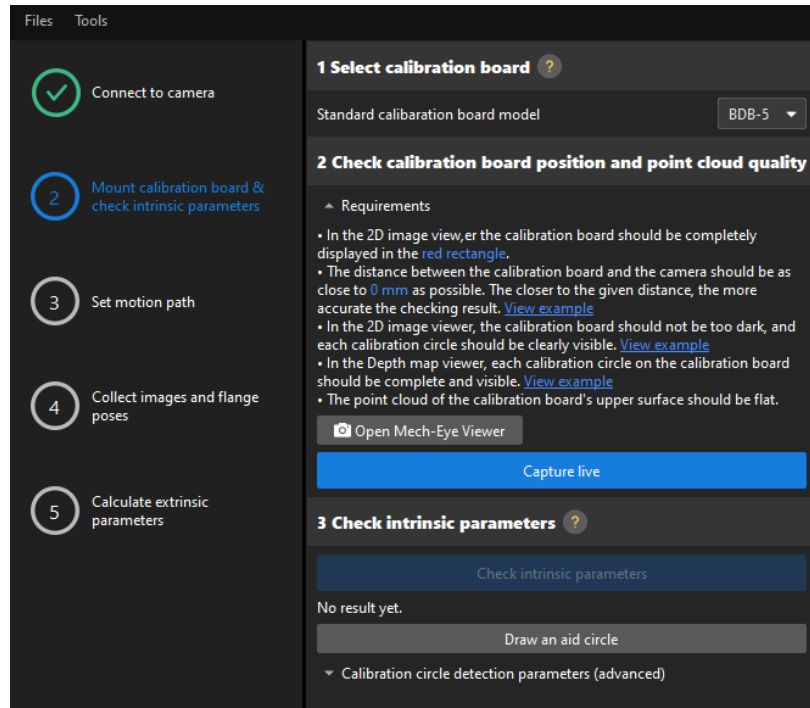 Files Tools
Connect to camera
2 Mount calibration board &
check intrinsic parameters
3 Set motion path
4 Collect images and flange
poses
5 Calculate extrinsic
parameters
1 Select calibration board ?
Standard calibaration board model BDB-5
2 Check calibration board position and point cloud quality
Requirements
• In the 2D image view,er the calibration board should be completely
displayed in the red rectangle.
• The distance between the calibration board and the camera should be as
close to 0 mm as possible. The closer to the given distance, the more
accurate the checking result. View example
• In the 2D image viewer, the calibration board should not be too dark, and
each calibration circle should be clearly visible. View example
• In the Depth map viewer, each calibration circle on the calibration board
should be complete and visible. View example
• The point cloud of the calibration board's upper surface should be flat.
Open Mech-Eye Viewer
Capture live
3 Check intrinsic parameters ?
Check intrinsic parameters
No result yet.
Draw an aid circle
Calibration circle detection parameters (advanced)